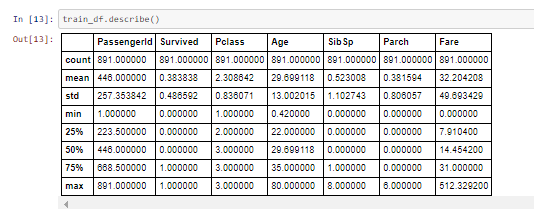 In [13]: train_df.describe()
Out[13]:
PassengerId Survived Pclass Age SibSp Parch Fare
count 891.000000 891.000000 891.000000 891.000000 891.000000 891.000000 891.000000
mean 446.000000 0.383838 2.308642 29.699118 0.523008 0.381594 32.204208
std 257.353842 0.486592 0.836071 13.002015 1.102743 0.806057 49.693429
min 1.000000 0.000000 1.000000 0.420000 0.000000 0.000000 0.000000
25% 223.500000 0.000000 2.000000 22.000000 0.000000 0.000000 7.910400
50% 446.000000 0.000000 3.000000 29.699118 0.000000 0.000000 14.454200
75% 668.500000 1.000000 3.000000 35.000000 1.000000 0.000000 31.000000
max 891.000000 1.000000 3.000000 80.000000 8.000000 6.000000 512.329200